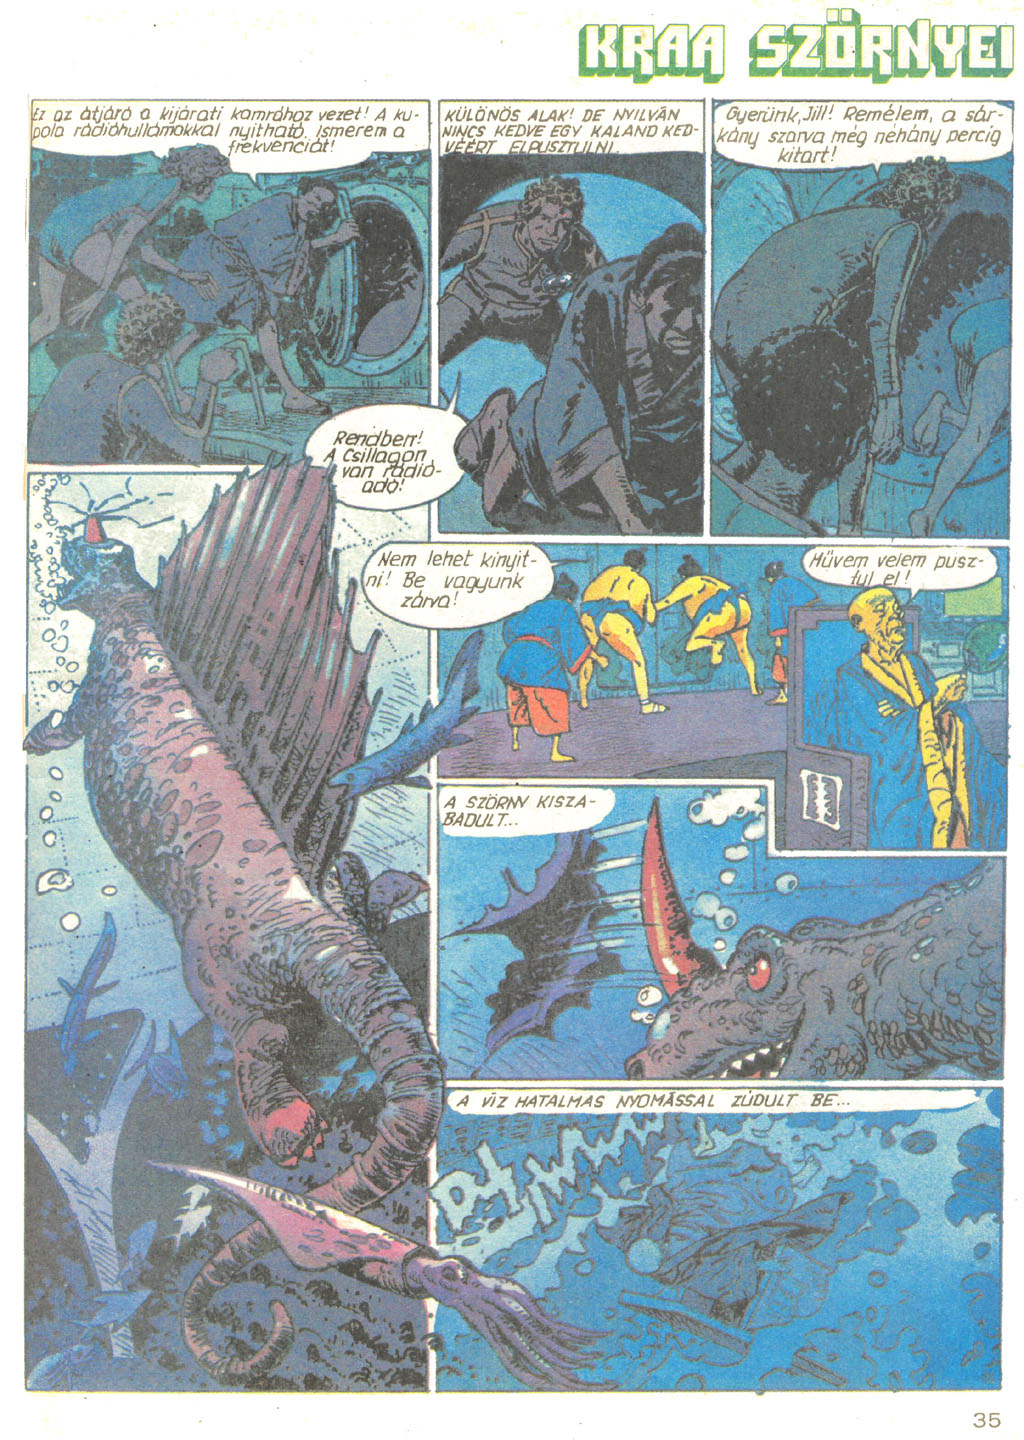 KRAA SZÖRNYEI
Ez az átjáró a kijárati kamrához vezet! A ku-
pola rádióhullámokkal nyitható. Ismerem a
frekvenciát!
KÜLÖNÖS ALAK! DE NYILVÁN
NINCS KEDVE EGY KALAND KED-
VÉÉRT ELPUSZTULNI.
Gyerünk, Jill! Remélem, a sár-
kány szarva még néhány percig
kitart!
Rendben!
A Csillagon
van rádió-
adó!
Nem lehet kinyit-
ni! Be vagyunk
zárva!
Művem velem pusz-
tul el!
A SZÖRNY KISZA-
BADULT...
A VÍZ HATALMAS NYOMÁSSAL ZÚDULT BE...
35